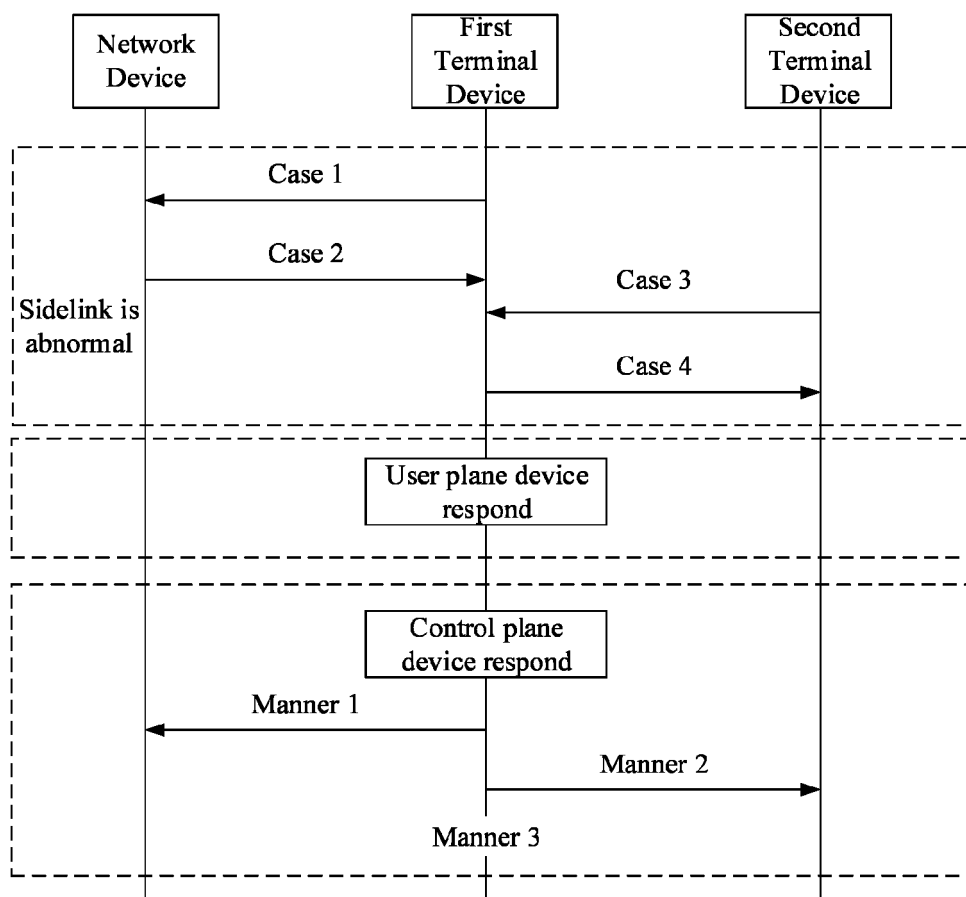 Network
Device
First
Terminal
Device
Second
Terminal
Device
Case 1
Case 2
Case 3
Sidelink is
abnormal
Case 4
User plane device
respond
Control plane
device respond
Manner 1
Manner 2
Manner 3